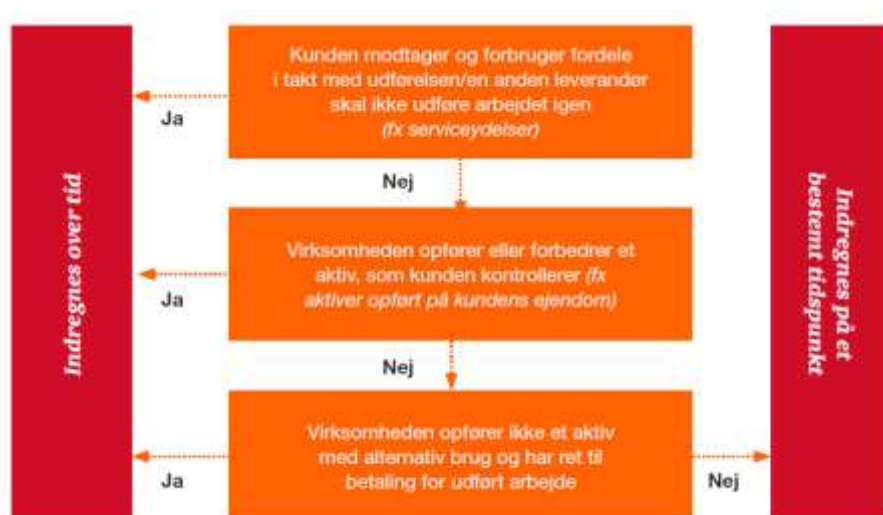 Kunden modtager og forbruger fordele
i takt med udførelsen/en anden leverandør
skal ikke udføre arbejdet igen
(fx serviceydelser)
Ja
Nej
Virksomheden opfører eller forbedrer et
aktiv, som kunden kontrollerer (fx
aktiver opført på kundens ejendom)
Ja
Nej
Virksomheden opfører ikke et aktiv
med alternativ brug og har ret til
betaling for udført arbejde
Ja
Nej
Indregnes over tid
Indregnes på et
bestemt tidspunkt